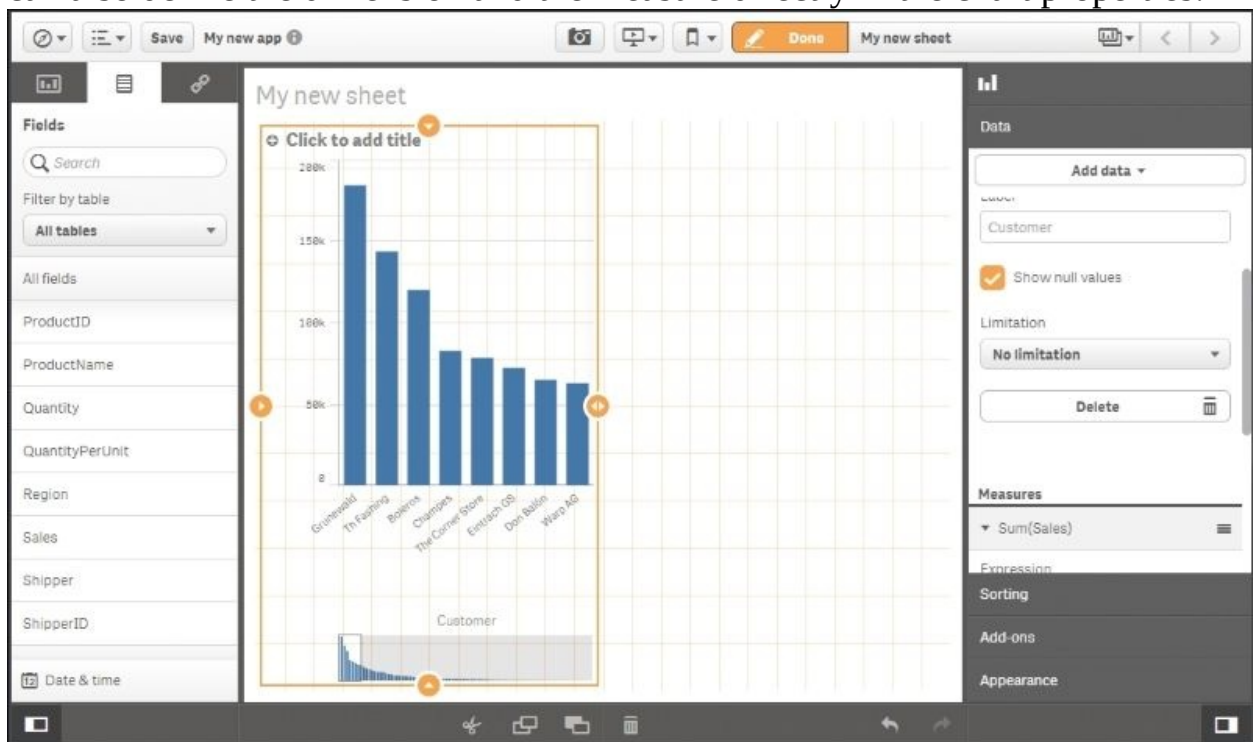 Save My new app Done My new sheet
Fields
Search
Filter by table
All tables
All fields
ProductID
ProductName
Quantity
QuantityPerUnit
Region
Sales
Shipper
ShipperID
12 Date & time
My new sheet
Click to add title
200k
150k
100k
50k
0
Grunewald
Th Fashing
Boleros
Champes
The Corner Store
Eintrach GS
Don Balón
Warp AG
Customer
Data
Add data
Label
Customer
Show null values
Limitation
No limitation
Delete
Measures
Sum(Sales)
Expression
Sorting
Add-ons
Appearance